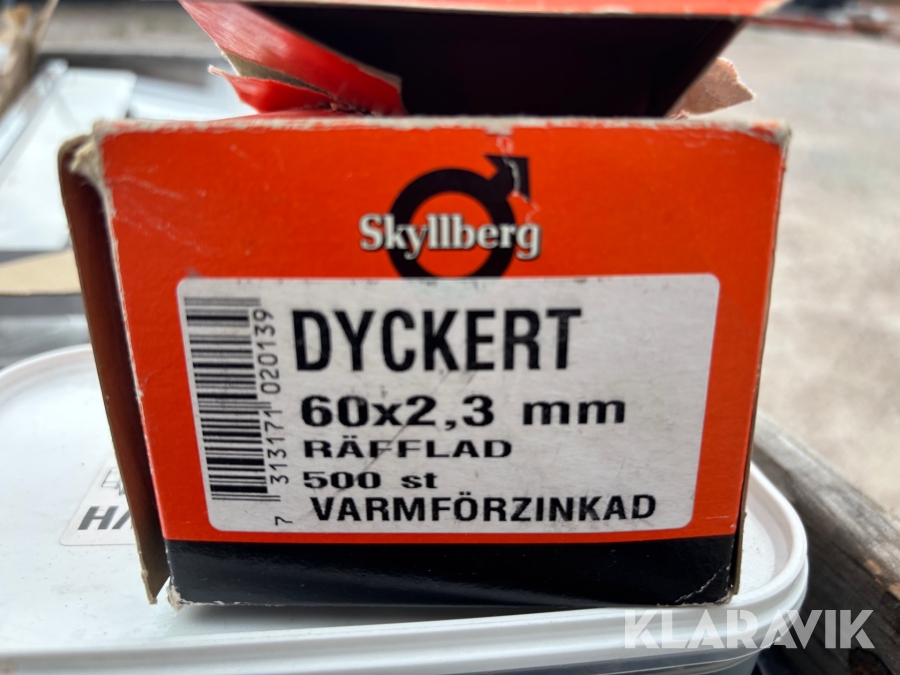 Skyllberg
DYCKERT
60x2,3 mm
RÄFFLAD
500 st
VARMFÖRZINKAD
7 313171 020139
KLARAVIK